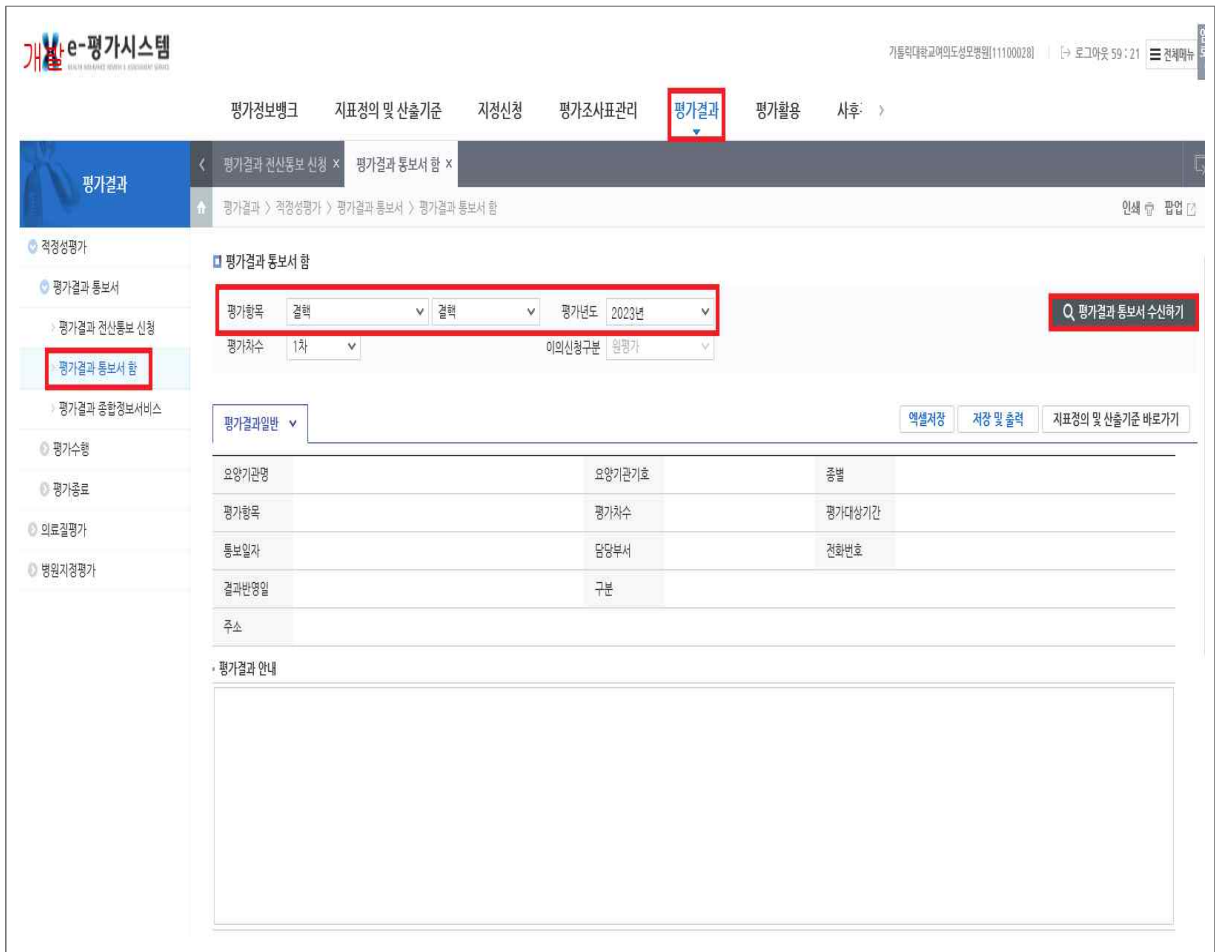 개발 e-평가시스템
HEALTH INSURANCE REVIEW & ASSESSMENT SERVICE
가톨릭대학교여의도성모병원[11100028] 로그아웃 59:21 전체메뉴
평가정보뱅크 지표정의 및 산출기준 지정신청 평가조사표관리 평가결과 평가활용 사후
평가결과
평가결과 전산통보 신청 × 평가결과 통보서 함 ×
평가결과 > 적정성평가 > 평가결과 통보서 > 평가결과 통보서 함 인쇄 팝업
적정성평가
평가결과 통보서
평가결과 전산통보 신청
평가결과 통보서 함
평가결과 종합정보서비스
평가수행
평가종료
의료질평가
병원지정평가
평가결과 통보서 함
평가항목 결핵 결핵 평가년도 2023년 평가결과 통보서 수신하기
평가차수 1차 이의신청구분 원평가
평가결과일반 엑셀저장 저장 및 출력 지표정의 및 산출기준 바로가기
요양기관명 요양기관기호 종별
평가항목 평가차수 평가대상기간
통보일자 담당부서 전화번호
결과반영일 구분
주소
평가결과 안내